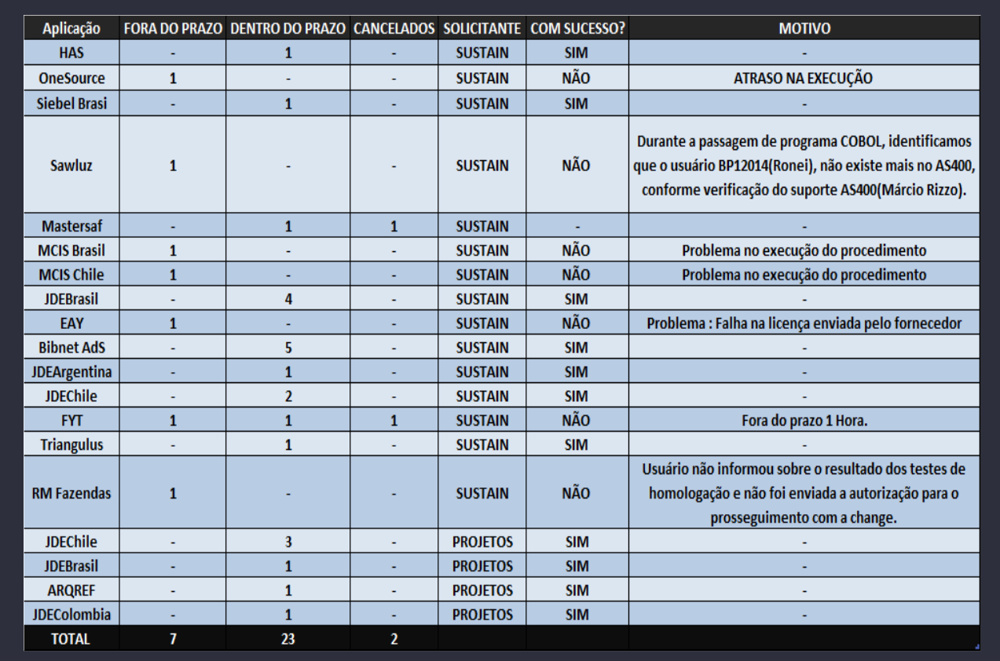 Aplicação FORA DO PRAZO DENTRO DO PRAZO CANCELADOS SOLICITANTE COM SUCESSO? MOTIVO
HAS - 1 - SUSTAIN SIM -
OneSource 1 - - SUSTAIN NÃO ATRASO NA EXECUÇÃO
Siebel Brasi - 1 - SUSTAIN SIM -
Sawluz 1 - - SUSTAIN NÃO Durante a passagem de programa COBOL, identificamos
que o usuário BP12014(Ronei), não existe mais no AS400,
conforme verificação do suporte AS400(Márcio Rizzo).
Mastersaf - 1 1 SUSTAIN - -
MCIS Brasil 1 - - SUSTAIN NÃO Problema no execução do procedimento
MCIS Chile 1 - - SUSTAIN NÃO Problema no execução do procedimento
JDEBrasil - 4 - SUSTAIN SIM -
EAY 1 - - SUSTAIN NÃO Problema : Falha na licença enviada pelo fornecedor
Bibnet AdS - 5 - SUSTAIN SIM -
JDEArgentina - 1 - SUSTAIN SIM -
JDEChile - 2 - SUSTAIN SIM -
FYT 1 1 1 SUSTAIN NÃO Fora do prazo 1 Hora.
Triangulus - 1 - SUSTAIN SIM -
RM Fazendas 1 - - SUSTAIN NÃO Usuário não informou sobre o resultado dos testes de
homologação e não foi enviada a autorização para o
prosseguimento com a change.
JDEChile - 3 - PROJETOS SIM -
JDEBrasil - 1 - PROJETOS SIM -
ARQREF - 1 - PROJETOS SIM -
JDEColombia - 1 - PROJETOS SIM -
TOTAL 7 23 2